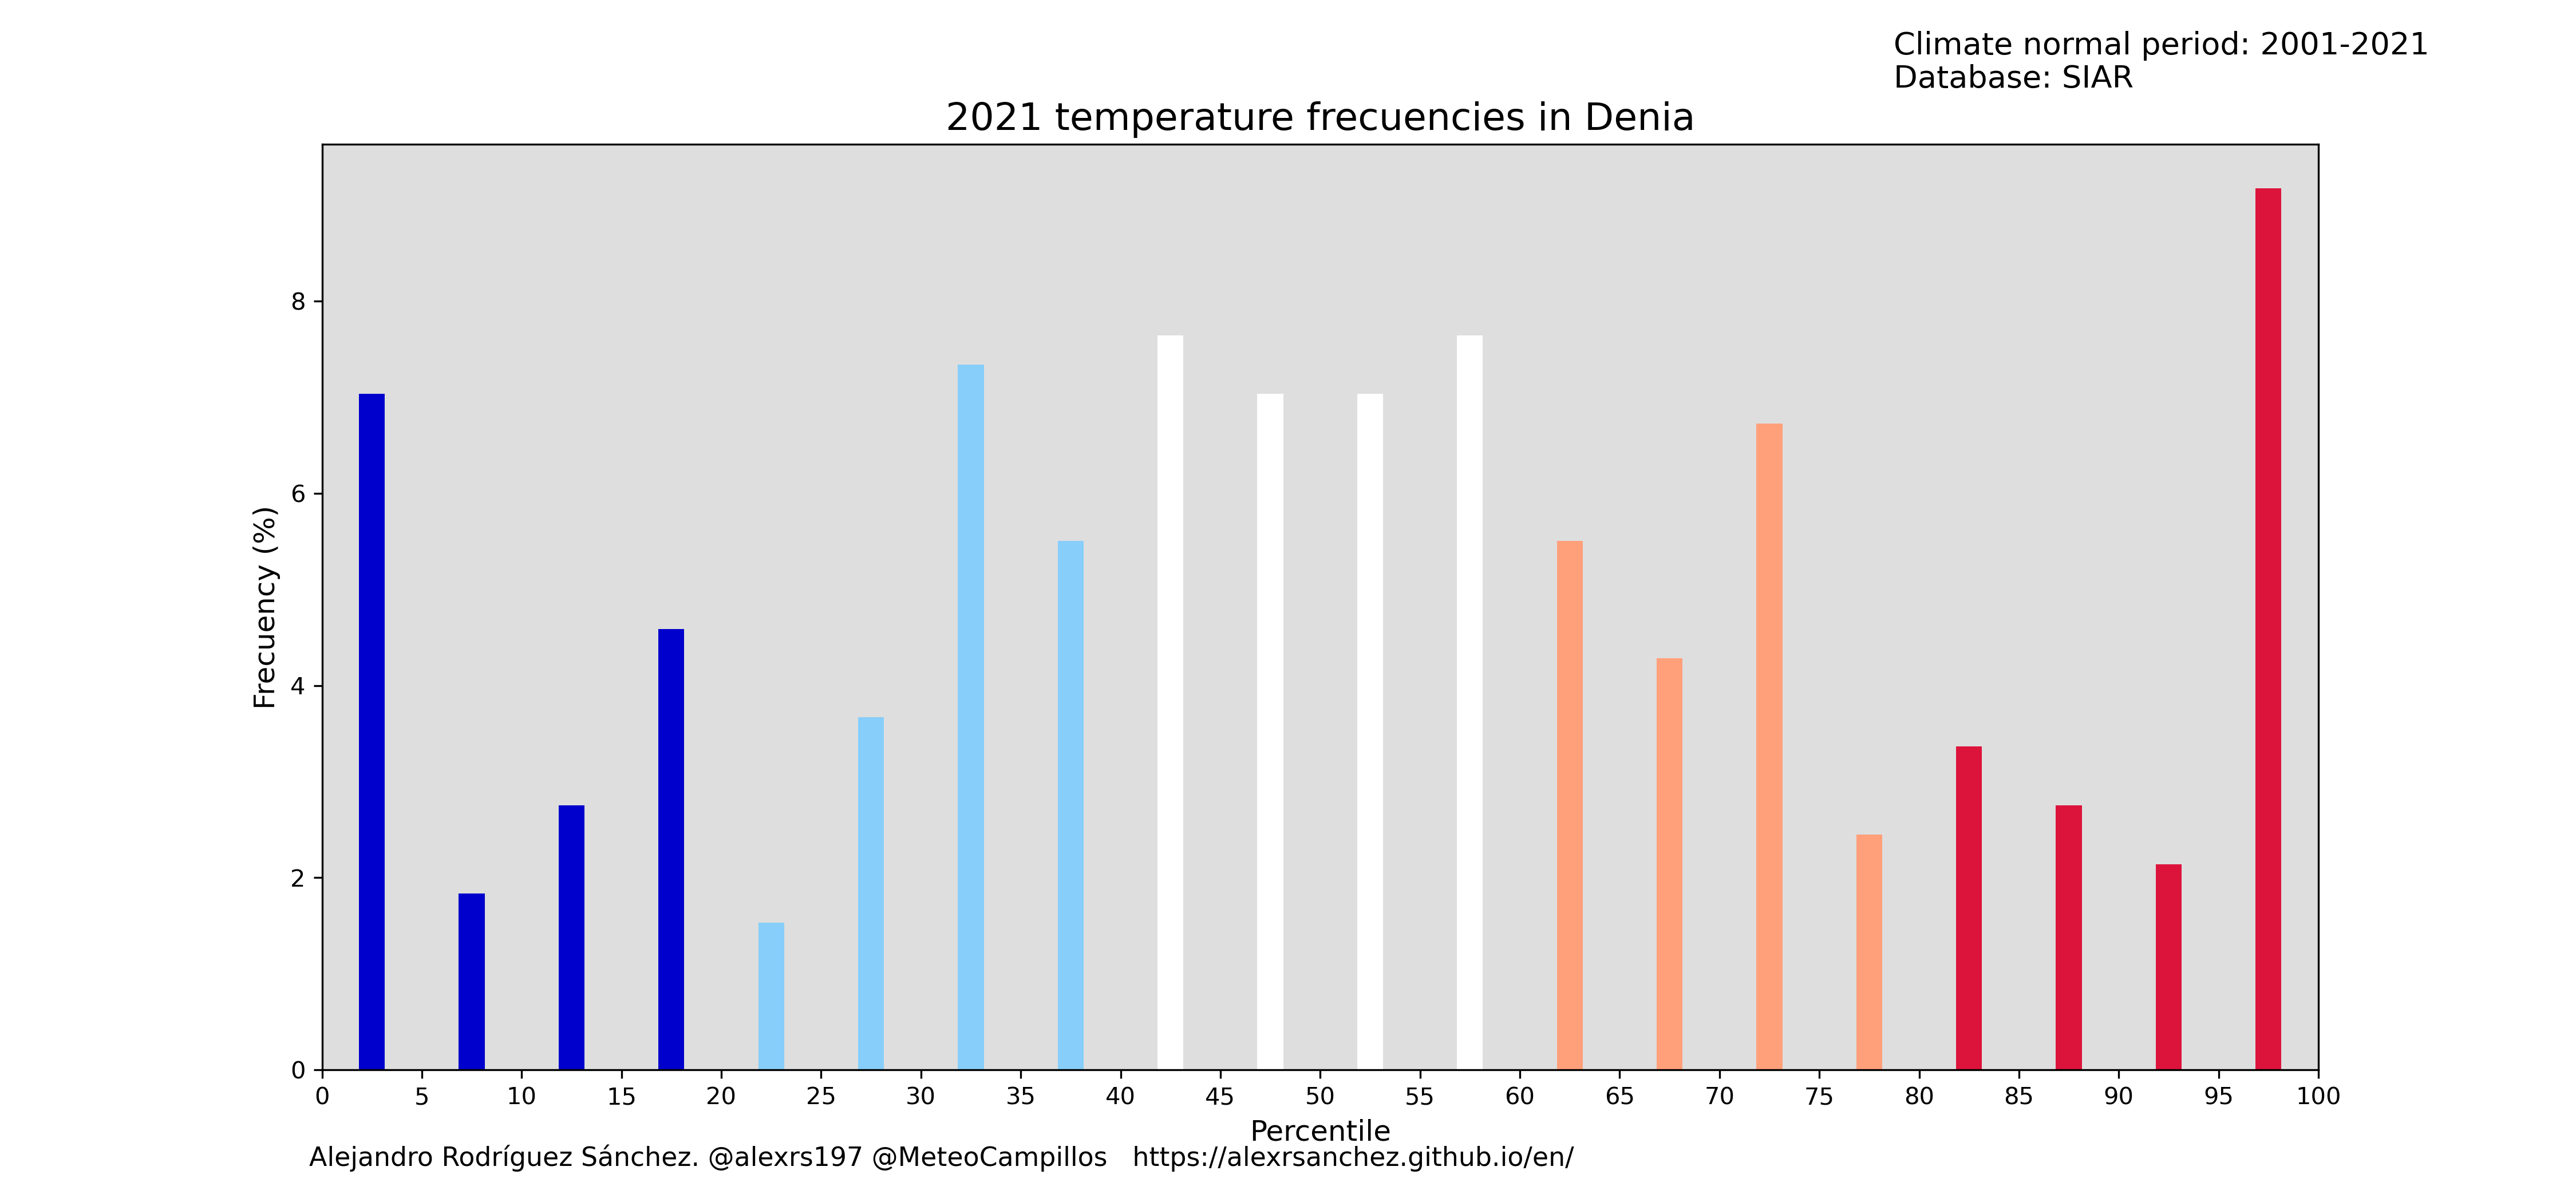 Climate normal period: 2001-2021
Database: SIAR
2021 temperature frecuencies in Denia
Frecuency (%)
8
6
4
2
0
0 5 10 15 20 25 30 35 40 45 50 55 60 65 70 75 80 85 90 95 100
Percentile
Alejandro Rodríguez Sánchez. @alexrs197 @MeteoCampillos https://alexrsanchez.github.io/en/